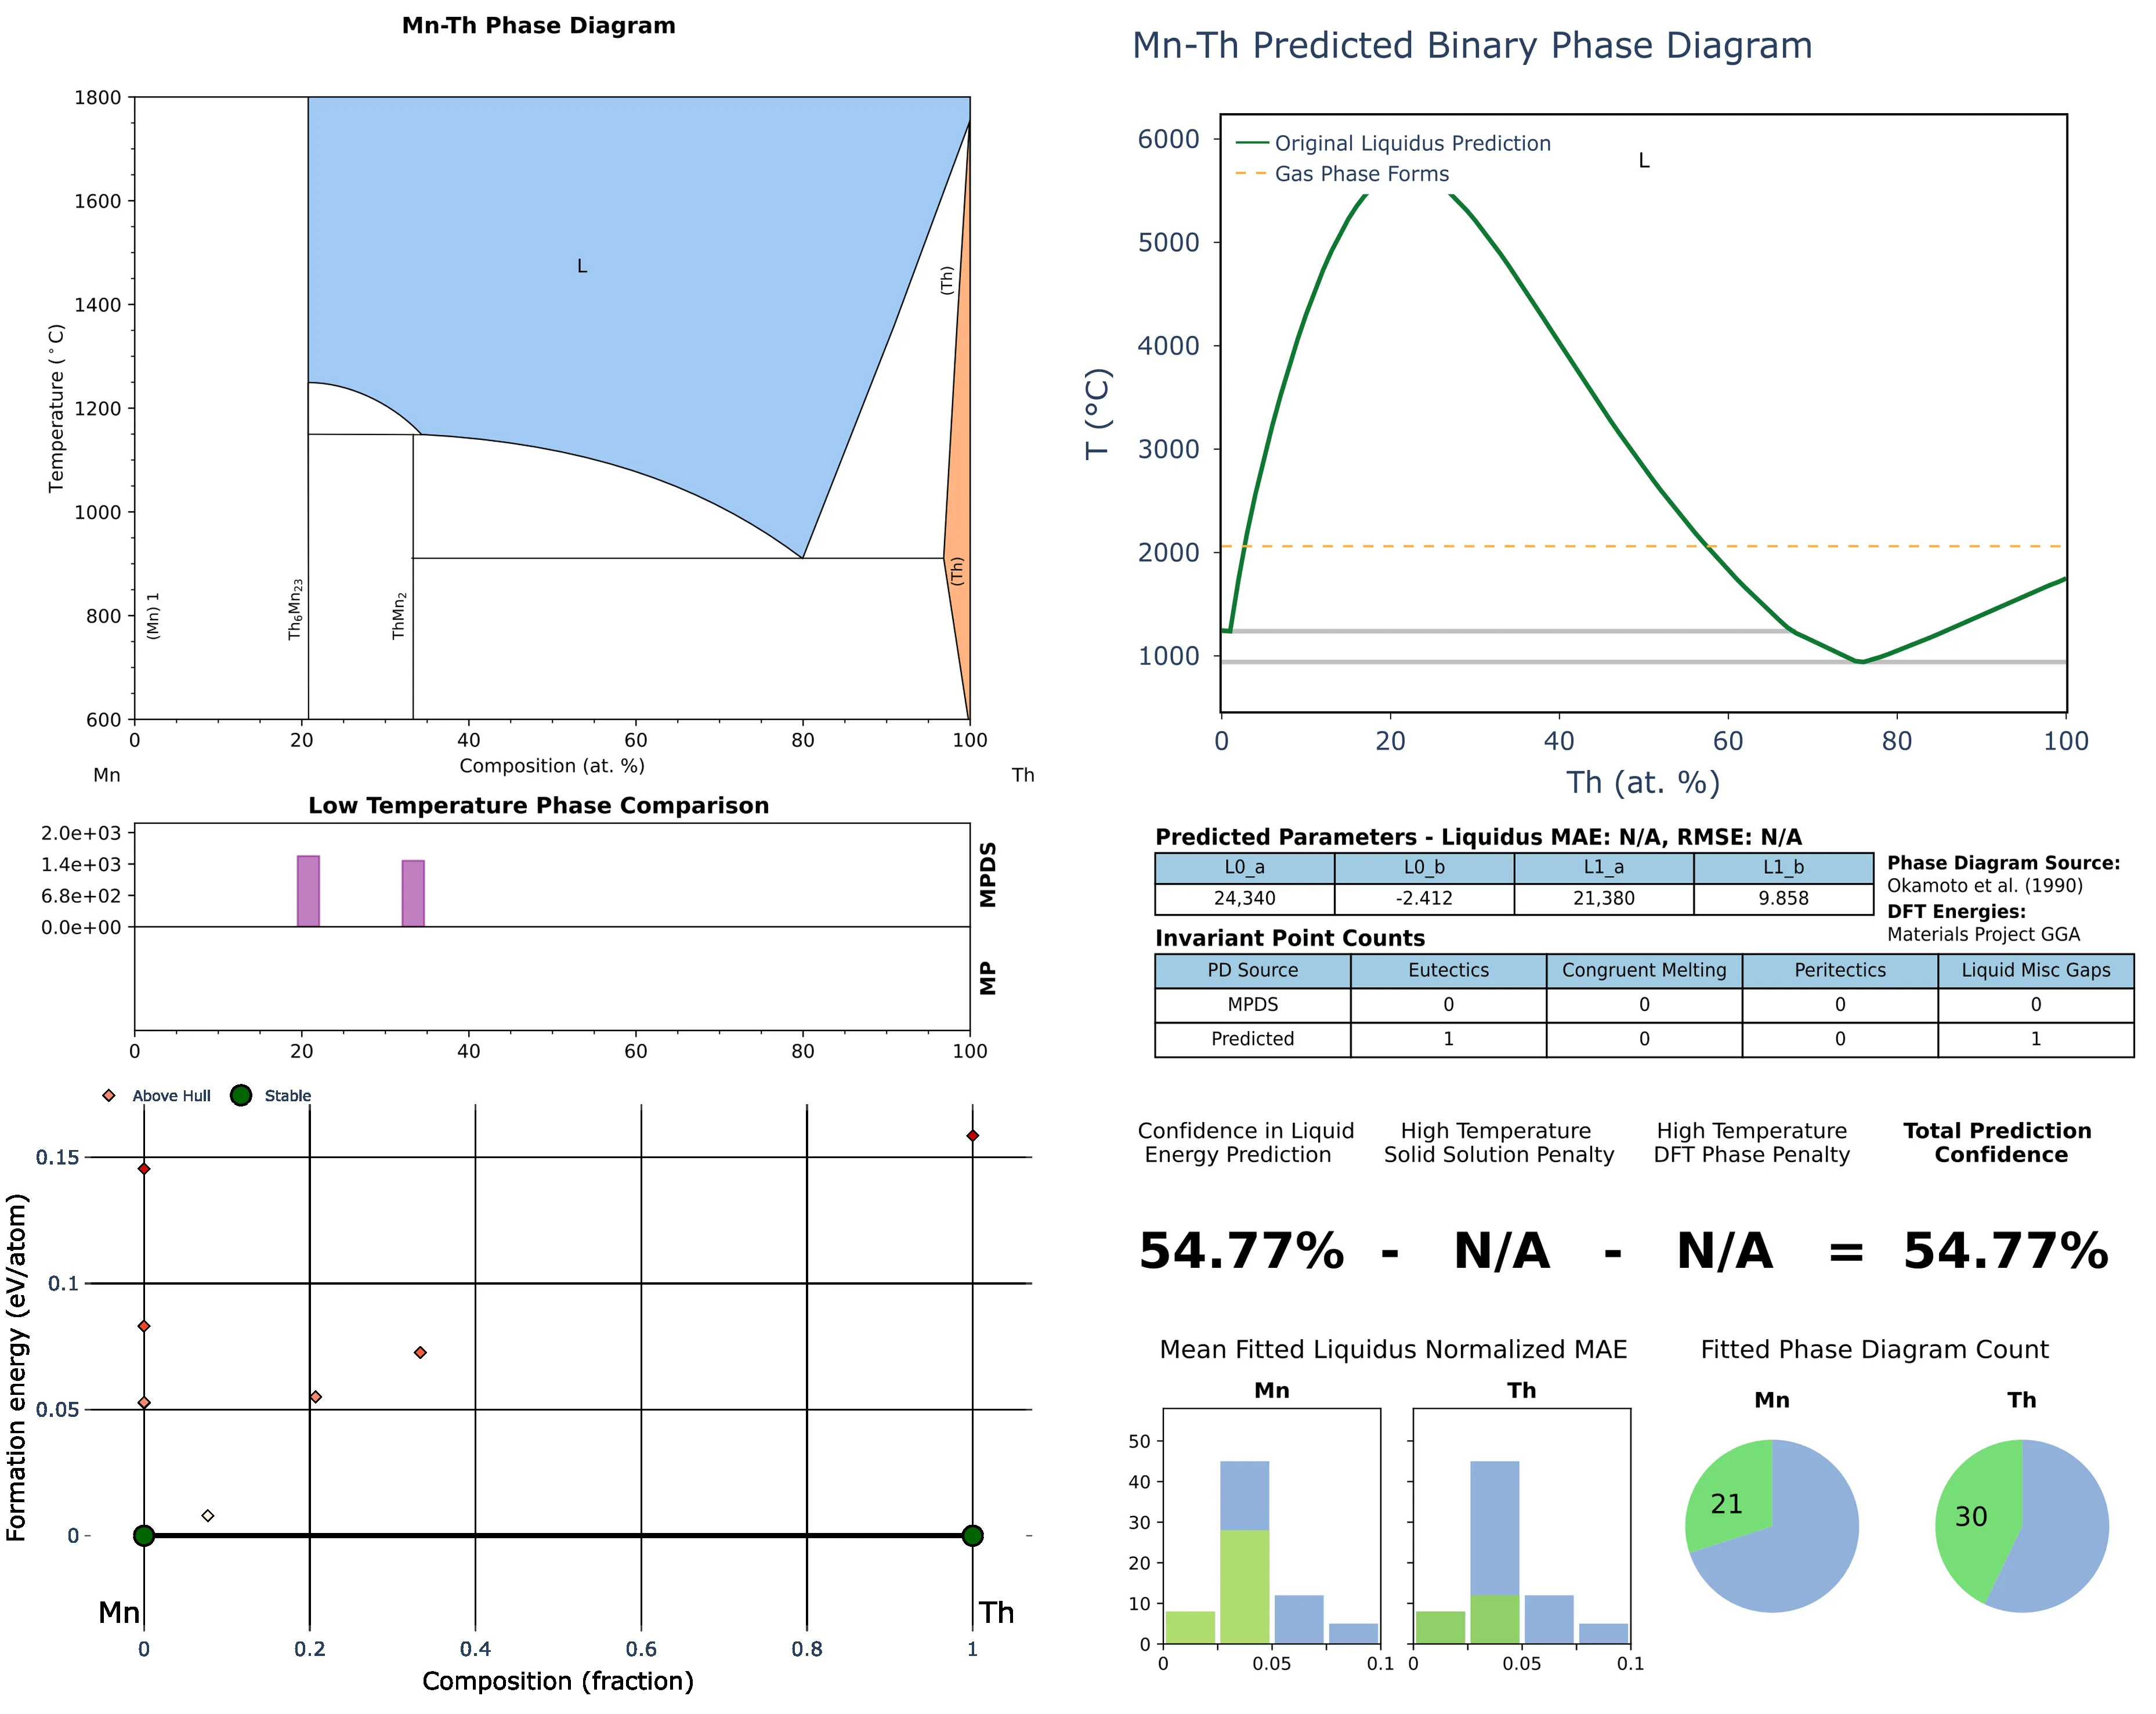 Mn-Th Phase Diagram
1800
1600
1400
1200
1000
800
600
Temperature (°C)
L
(Th)
(Th)
(Mn) 1
Th6Mn23
ThMn2
0 20 40 60 80 100
Composition (at. %)
Mn Th
Mn-Th Predicted Binary Phase Diagram
Original Liquidus Prediction
Gas Phase Forms
L
6000
5000
4000
3000
2000
1000
T (°C)
0 20 40 60 80 100
Th (at. %)
Low Temperature Phase Comparison
2.0e+03
1.4e+03
6.8e+02
0.0e+00
MPDS
MP
0 20 40 60 80 100
Predicted Parameters - Liquidus MAE: N/A, RMSE: N/A
L0_a L0_b L1_a L1_b
24,340 -2.412 21,380 9.858
Phase Diagram Source:
Okamoto et al. (1990)
DFT Energies:
Materials Project GGA
Invariant Point Counts
PD Source Eutectics Congruent Melting Peritectics Liquid Misc Gaps
MPDS 0 0 0 0
Predicted 1 0 0 1
Above Hull Stable
0.15
0.1
0.05
0
Formation energy (eV/atom)
Mn Th
0 0.2 0.4 0.6 0.8 1
Composition (fraction)
Confidence in Liquid
Energy Prediction
High Temperature
Solid Solution Penalty
High Temperature
DFT Phase Penalty
Total Prediction
Confidence
54.77% - N/A - N/A = 54.77%
Mean Fitted Liquidus Normalized MAE
Mn Th
50
40
30
20
10
0
0 0.05 0.1
0 0.05 0.1
Fitted Phase Diagram Count
Mn Th
21
30